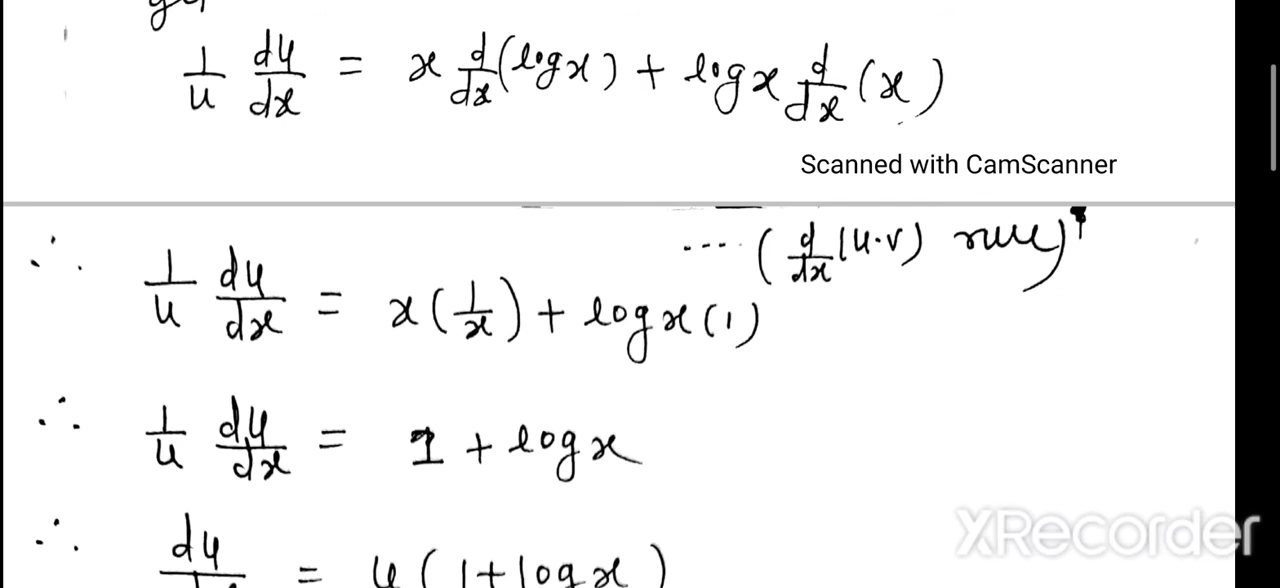 get
1/u du/dx = x d/dx (log x) + log x d/dx (x)
Scanned with CamScanner
.... ( d/dx (u·v) rule)
∴ 1/u du/dx = x (1/x) + log x (1)
∴ 1/u du/dx = 1 + log x
∴ du/dx = u (1 + log x)
XRecorder